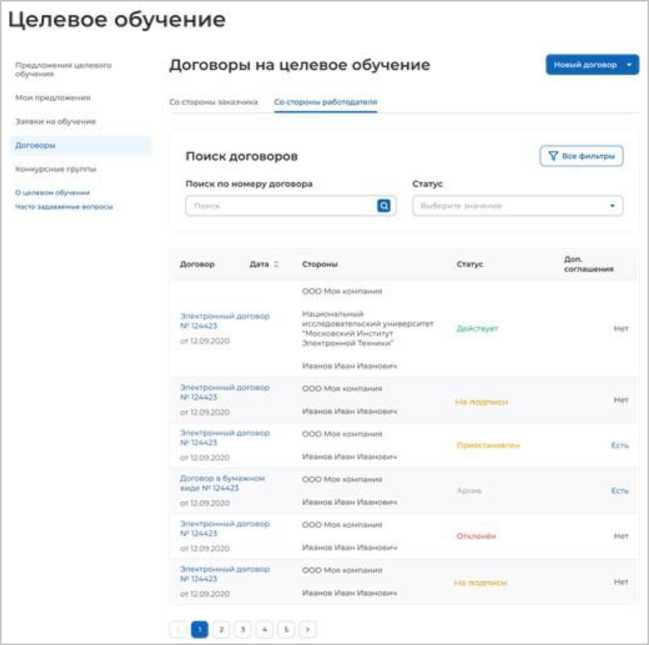 Целевое обучение
Предложения целевого
обучения
Мои предложения
Заявки на обучение
Договоры
Конкурсные группы
О целевом обучении
Часто задаваемые вопросы
Договоры на целевое обучение
Новый договор
Со стороны заказчика
Со стороны работодателя
Поиск договоров
Все фильтры
Поиск по номеру договора
Статус
Поиск
Выберите значение
Договор
Дата
Стороны
Статус
Доп.
соглашения
Электронный договор
№ 124423
от 12.09.2020
ООО Моя компания
Национальный
исследовательский университет
"Московский Институт
Электронной Техники"
Иванов Иван Иванович
Действует
Нет
Электронный договор
№ 124423
от 12.09.2020
ООО Моя компания
Иванов Иван Иванович
На подписи
Нет
Электронный договор
№ 124423
от 12.09.2020
ООО Моя компания
Иванов Иван Иванович
Приостановлен
Есть
Договор в бумажном
виде № 124423
от 12.09.2020
ООО Моя компания
Иванов Иван Иванович
Архив
Есть
Электронный договор
№ 124423
от 12.09.2020
ООО Моя компания
Иванов Иван Иванович
Отклонён
Нет
Электронный договор
№ 124423
от 12.09.2020
ООО Моя компания
Иванов Иван Иванович
На подписи
Нет
1 2 3 4 5